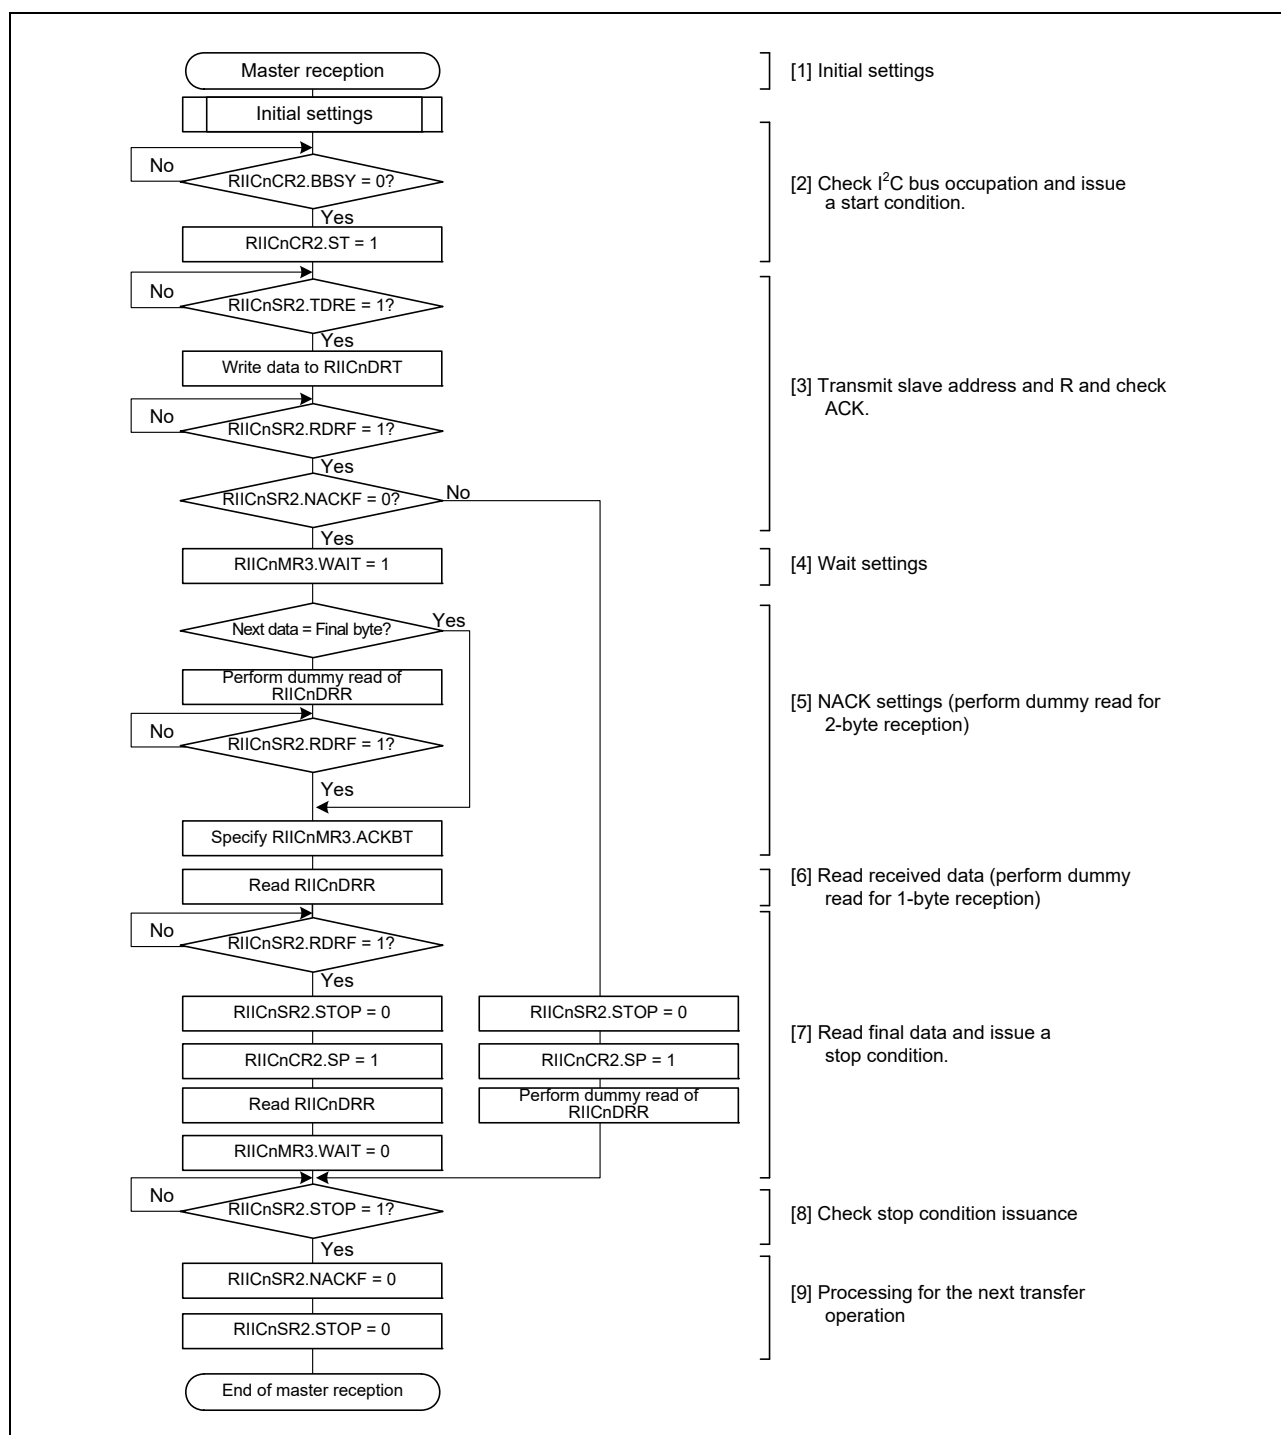 Master reception
[1] Initial settings
Initial settings
No
RIICnCR2.BBSY = 0?
[2] Check I²C bus occupation and issue
a start condition.
Yes
RIICnCR2.ST = 1
No
RIICnSR2.TDRE = 1?
Yes
Write data to RIICnDRT
[3] Transmit slave address and R and check
ACK.
No
RIICnSR2.RDRF = 1?
Yes
RIICnSR2.NACKF = 0?
No
Yes
RIICnMR3.WAIT = 1
[4] Wait settings
Next data = Final byte?
Yes
Perform dummy read of
RIICnDRR
[5] NACK settings (perform dummy read for
2-byte reception)
No
RIICnSR2.RDRF = 1?
Yes
Specify RIICnMR3.ACKBT
Read RIICnDRR
[6] Read received data (perform dummy
read for 1-byte reception)
No
RIICnSR2.RDRF = 1?
Yes
RIICnSR2.STOP = 0
RIICnSR2.STOP = 0
[7] Read final data and issue a
stop condition.
RIICnCR2.SP = 1
RIICnCR2.SP = 1
Read RIICnDRR
Perform dummy read of
RIICnDRR
RIICnMR3.WAIT = 0
No
RIICnSR2.STOP = 1?
[8] Check stop condition issuance
Yes
RIICnSR2.NACKF = 0
[9] Processing for the next transfer
operation
RIICnSR2.STOP = 0
End of master reception